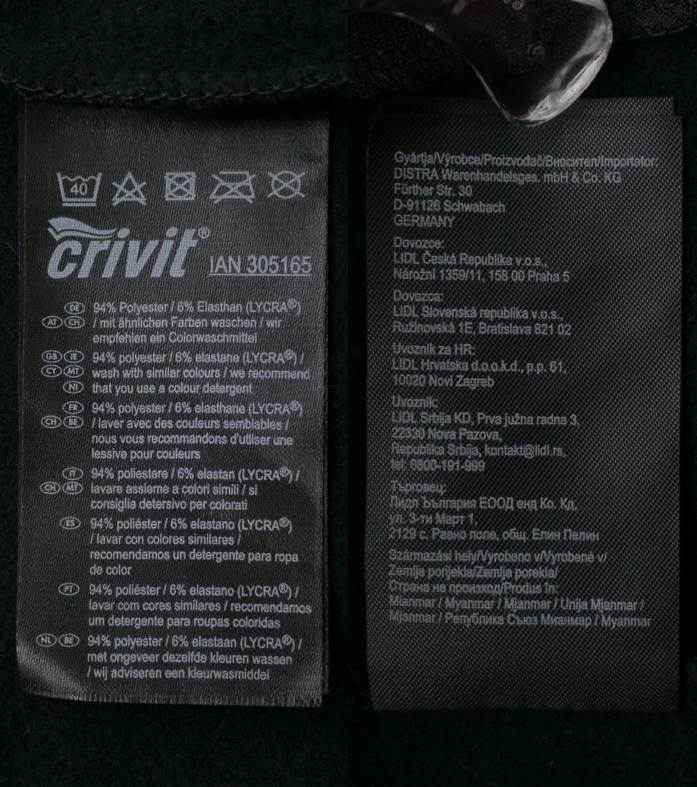 40
crivit®
IAN 305165
DE AT CH 94% Polyester / 6% Elasthan (LYCRA®)
/ mit ähnlichen Farben waschen / wir
empfehlen ein Colorwaschmittel
GB IE CY MT NI 94% polyester / 6% elastane (LYCRA®) /
wash with similar colours / we recommend
that you use a colour detergent
FR CH BE 94% polyester / 6% elasthane (LYCRA®)
/ laver avec des couleurs semblables /
nous vous recommandons d'utiliser une
lessive pour couleurs
IT CH MT 94% poliestere / 6% elastan (LYCRA®) /
lavare assieme a colori simili / si
consiglia detersivo per colorati
ES 94% poliéster / 6% elastano (LYCRA®)
/ lavar con colores similares /
recomendamos un detergente para ropa
de color
PT 94% poliéster / 6% elastano (LYCRA®) /
lavar com cores similares / recomendamos
um detergente para roupas coloridas
NL BE 94% polyester / 6% elastaan (LYCRA®) /
met ongeveer dezelfde kleuren wassen
/ wij adviseren een kleurwasmiddel
Gyártja/Výrobce/Proizvođač/Вносител/Importator:
DISTRA Warenhandelsges. mbH & Co. KG
Fürther Str. 30
D-91126 Schwabach
GERMANY
Dovozce:
LIDL Česká Republika v.o.s.,
Nárožní 1359/11, 158 00 Praha 5
Dovozca:
LIDL Slovenská republika v.o.s.,
Ružinovská 1E, Bratislava 821 02
Uvoznik za HR:
LIDL Hrvatska d.o.o.k.d., p.p. 61,
10020 Novi Zagreb
Uvoznik:
LIDL Srbija KD, Prva južna radna 3,
22330 Nova Pazova,
Republika Srbija, kontakt@lidl.rs,
tel: 0800-191-999
Търговец:
Лидл България ЕООД енд Ко. Кд,
ул. 3-ти Март 1,
2129 с. Равно поле, общ. Елин Пелин
Származási hely/Vyrobeno v/Vyrobené v/
Zemlja porijekla/Zemlja porekla/
Страна на произход/Produs în:
Mianmar / Myanmar / Mjanmar / Unija Mjanmar /
Mjanmar / Република Съюз Мианмар / Myanmar